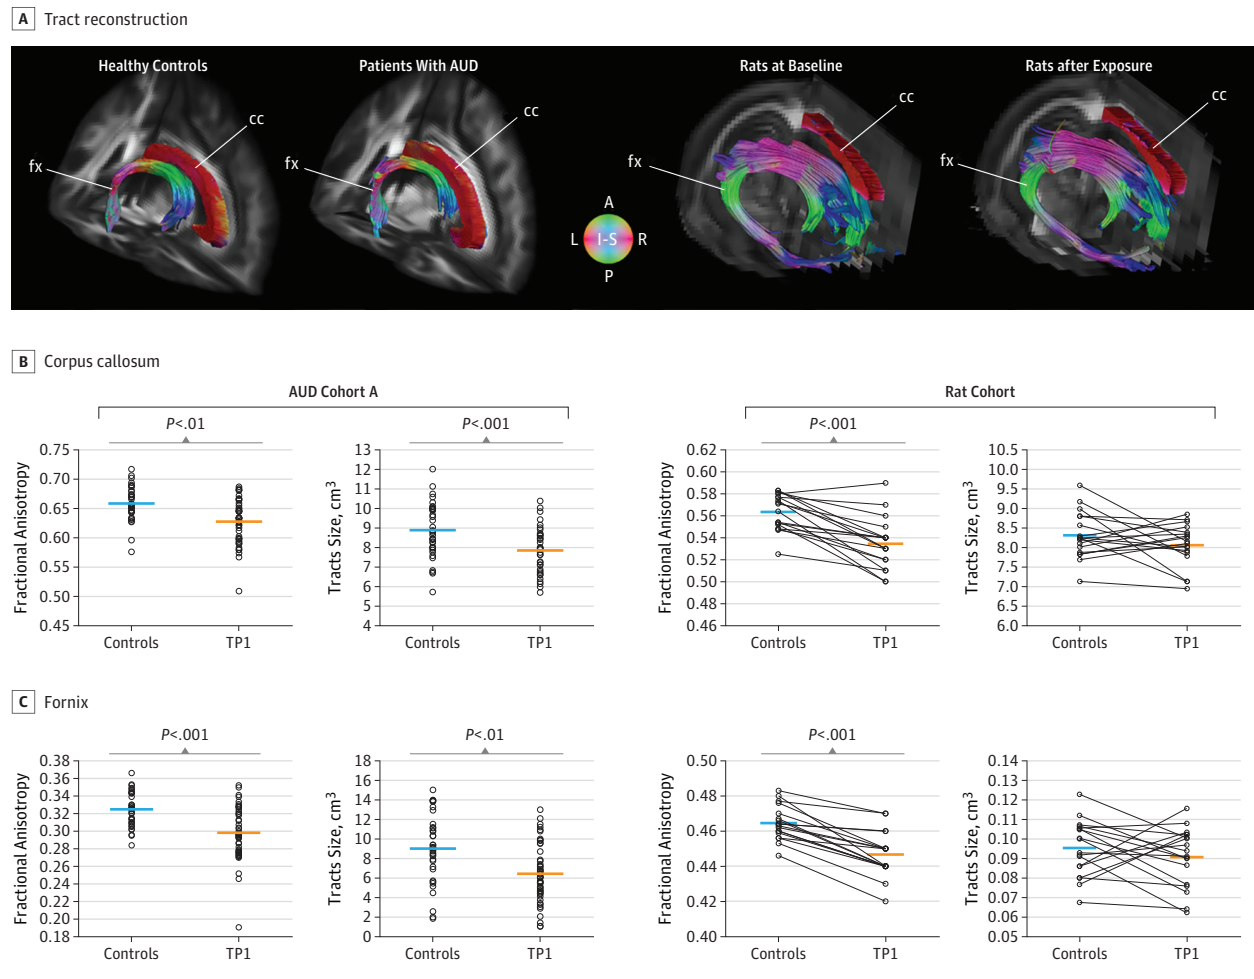 A Tract reconstruction
Healthy Controls
Patients With AUD
Rats at Baseline
Rats after Exposure
fx
cc
fx
cc
A
L I-S R
P
fx
cc
fx
cc
B Corpus callosum
AUD Cohort A
Rat Cohort
P<.01
Fractional Anisotropy
0.75
0.70
0.65
0.60
0.55
0.50
0.45
Controls TP1
P<.001
Tracts Size, cm³
13
12
11
10
9
8
7
6
5
4
Controls TP1
P<.001
Fractional Anisotropy
0.62
0.60
0.58
0.56
0.54
0.52
0.50
0.48
0.46
Controls TP1
Tracts Size, cm³
10.5
10.0
9.5
9.0
8.5
8.0
7.5
7.0
6.5
6.0
Controls TP1
C Fornix
P<.001
Fractional Anisotropy
0.38
0.36
0.34
0.32
0.30
0.28
0.26
0.24
0.22
0.20
0.18
Controls TP1
P<.01
Tracts Size, cm³
18
16
14
12
10
8
6
4
2
0
Controls TP1
P<.001
Fractional Anisotropy
0.50
0.48
0.46
0.44
0.42
0.40
Controls TP1
Tracts Size, cm³
0.14
0.13
0.12
0.11
0.10
0.09
0.08
0.07
0.06
0.05
Controls TP1